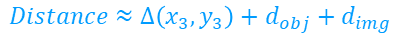 Distance ≈ Δ(x₃, y₃) + d_obj + d_img